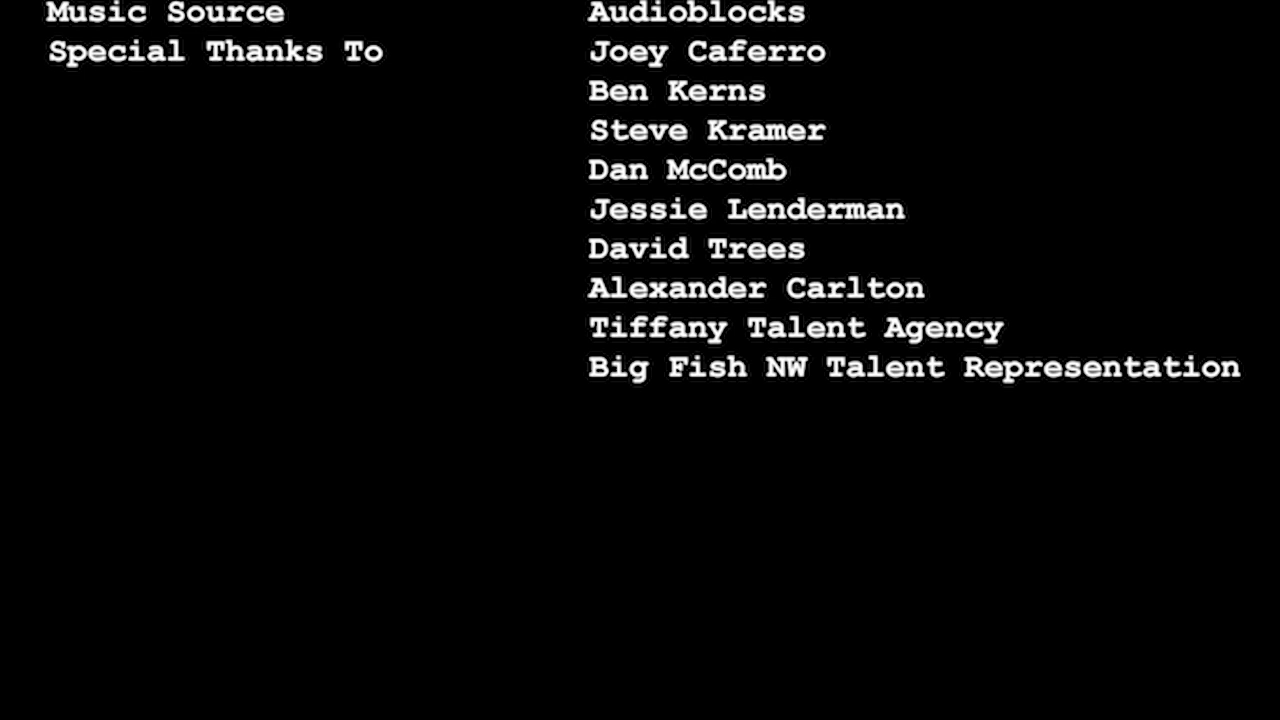 Music Source Audioblocks
Special Thanks To Joey Caferro
Ben Kerns
Steve Kramer
Dan McComb
Jessie Lenderman
David Trees
Alexander Carlton
Tiffany Talent Agency
Big Fish NW Talent Representation